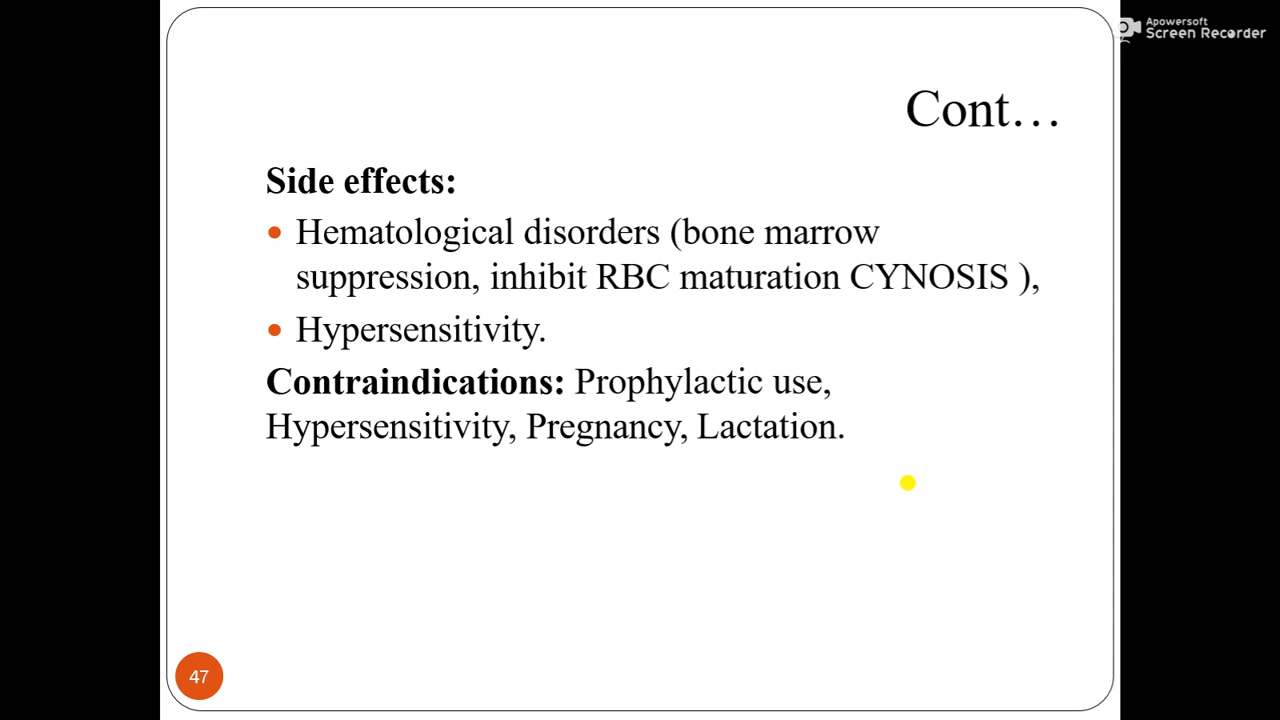 Apowersoft
Screen Recorder
Cont…
Side effects:
• Hematological disorders (bone marrow
suppression, inhibit RBC maturation CYNOSIS ),
• Hypersensitivity.
Contraindications: Prophylactic use,
Hypersensitivity, Pregnancy, Lactation.
47